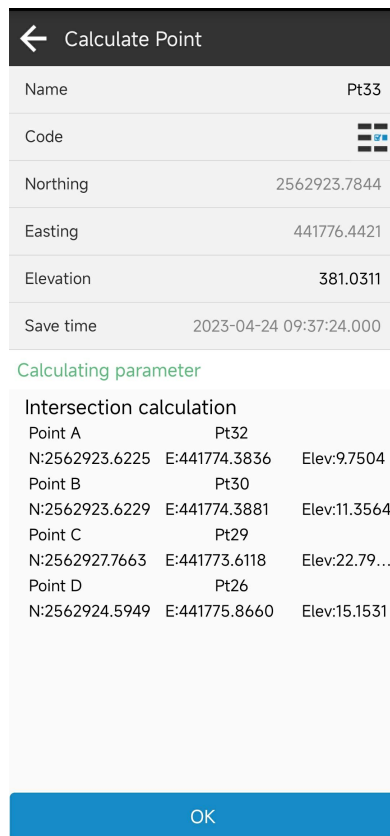 Calculate Point
Name Pt33
Code
Northing 2562923.7844
Easting 441776.4421
Elevation 381.0311
Save time 2023-04-24 09:37:24.000
Calculating parameter
Intersection calculation
Point A Pt32
N:2562923.6225 E:441774.3836 Elev:9.7504
Point B Pt30
N:2562923.6229 E:441774.3881 Elev:11.3564
Point C Pt29
N:2562927.7663 E:441773.6118 Elev:22.79...
Point D Pt26
N:2562924.5949 E:441775.8660 Elev:15.1531
OK